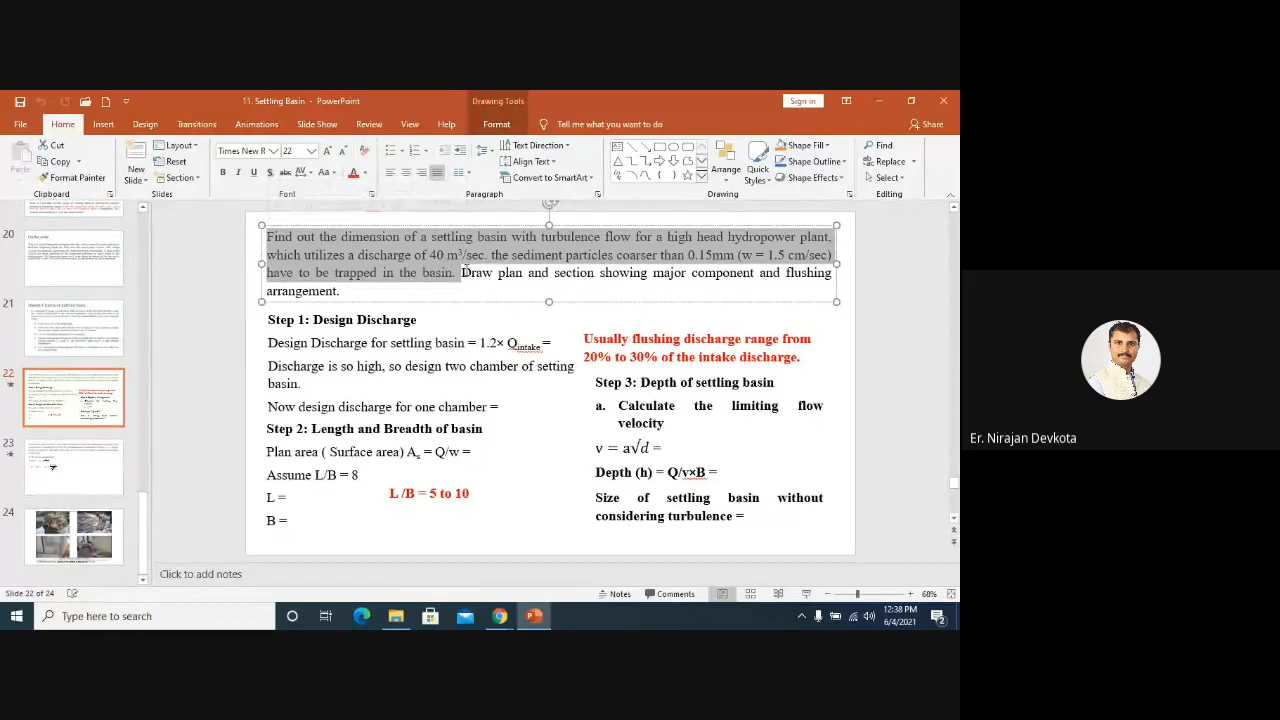 11. Settling Basin - PowerPoint
Drawing Tools
Sign in
File Home Insert Design Transitions Animations Slide Show Review View Help Format Tell me what you want to do Share
Cut
Copy
Format Painter
Paste
Clipboard
New Slide
Layout
Reset
Section
Slides
Times New R 22
Font
Text Direction
Align Text
Convert to SmartArt
Paragraph
Arrange
Quick Styles
Shape Fill
Shape Outline
Shape Effects
Drawing
Find
Replace
Select
Editing
20
21
22
23
24
Find out the dimension of a settling basin with turbulence flow for a high head hydropower plant,
which utilizes a discharge of 40 m³/sec. the sediment particles coarser than 0.15mm (w = 1.5 cm/sec)
have to be trapped in the basin. Draw plan and section showing major component and flushing
arrangement.
Step 1: Design Discharge
Design Discharge for settling basin = 1.2× Qintake =
Discharge is so high, so design two chamber of setting
basin.
Now design discharge for one chamber =
Step 2: Length and Breadth of basin
Plan area ( Surface area) As = Q/w =
Assume L/B = 8
L =
L /B = 5 to 10
B =
Usually flushing discharge range from
20% to 30% of the intake discharge.
Step 3: Depth of settling basin
a. Calculate the limiting flow
velocity
v = a√d =
Depth (h) = Q/v×B =
Size of settling basin without
considering turbulence =
Click to add notes
Slide 22 of 24
Notes
Comments
68%
Type here to search
12:38 PM
6/4/2021
2
Er. Nirajan Devkota